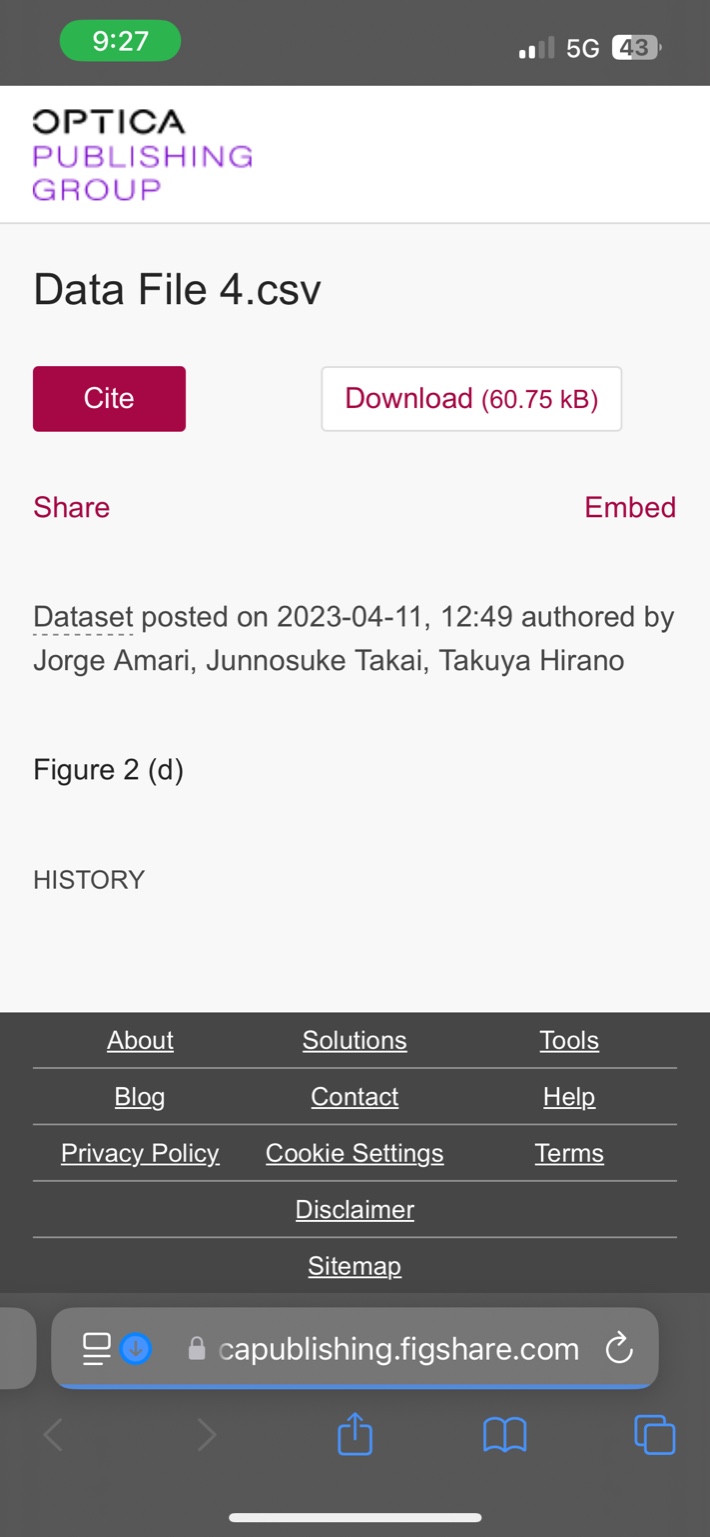 9:27
5G 43
OPTICA
PUBLISHING
GROUP
Data File 4.csv
Cite
Download (60.75 kB)
Share
Embed
Dataset posted on 2023-04-11, 12:49 authored by
Jorge Amari, Junnosuke Takai, Takuya Hirano
Figure 2 (d)
HISTORY
About Solutions Tools
Blog Contact Help
Privacy Policy Cookie Settings Terms
Disclaimer
Sitemap
capublishing.figshare.com